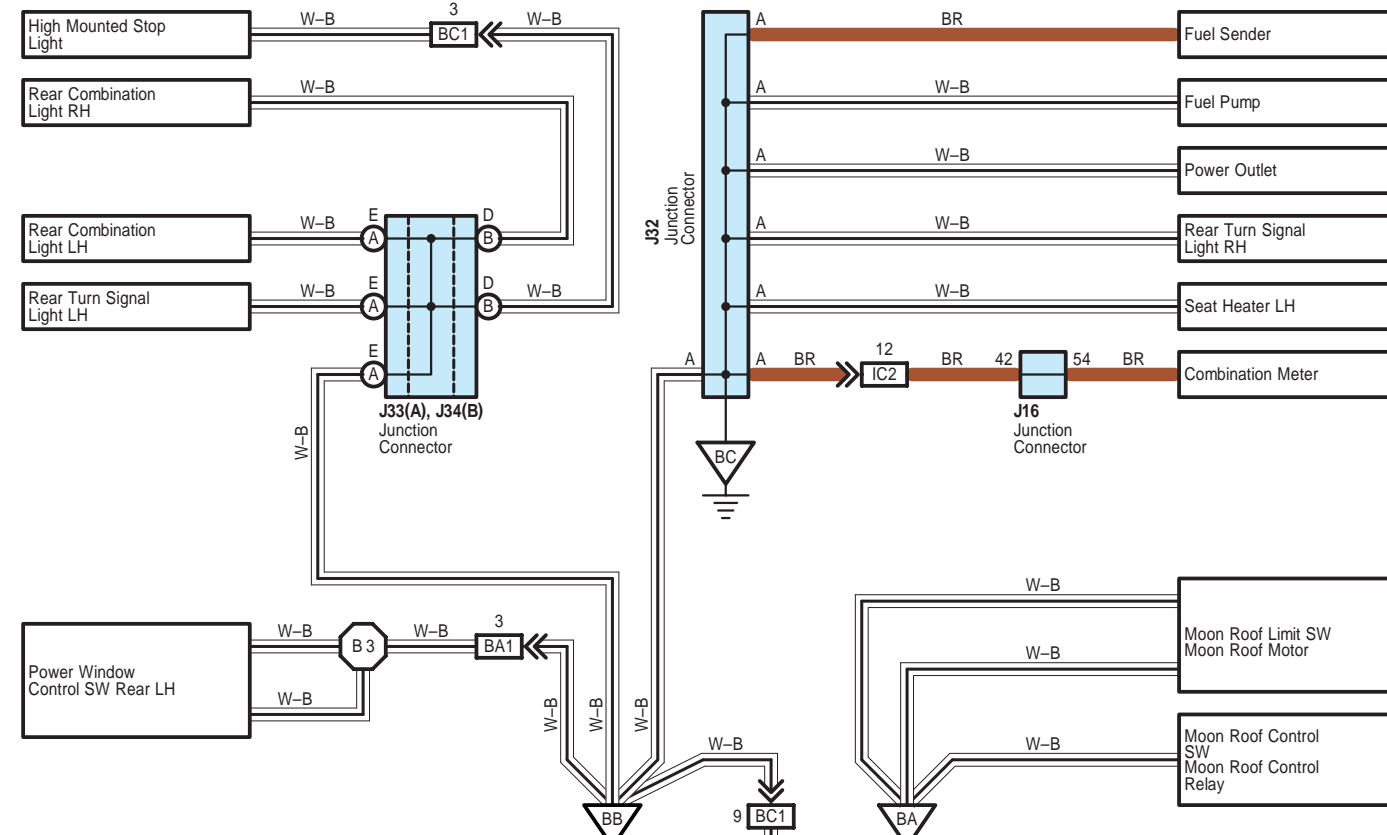 High Mounted Stop
Light
W–B
3
BC1
W–B
Rear Combination
Light RH
W–B
Rear Combination
Light LH
W–B
E
A
D
B
Rear Turn Signal
Light LH
W–B
E
A
D
B
W–B
E
A
J33(A), J34(B)
Junction
Connector
W–B
J32
Junction
Connector
A
BR
Fuel Sender
A
W–B
Fuel Pump
A
W–B
Power Outlet
A
W–B
Rear Turn Signal
Light RH
A
W–B
Seat Heater LH
A
A
BR
12
IC2
BR
42
54
BR
Combination Meter
J16
Junction
Connector
BC
Power Window
Control SW Rear LH
W–B
B 3
W–B
3
BA1
W–B
W–B
W–B
W–B
W–B
BB
9
BC1
W–B
W–B
Moon Roof Limit SW
Moon Roof Motor
W–B
Moon Roof Control
SW
Moon Roof Control
Relay
BA